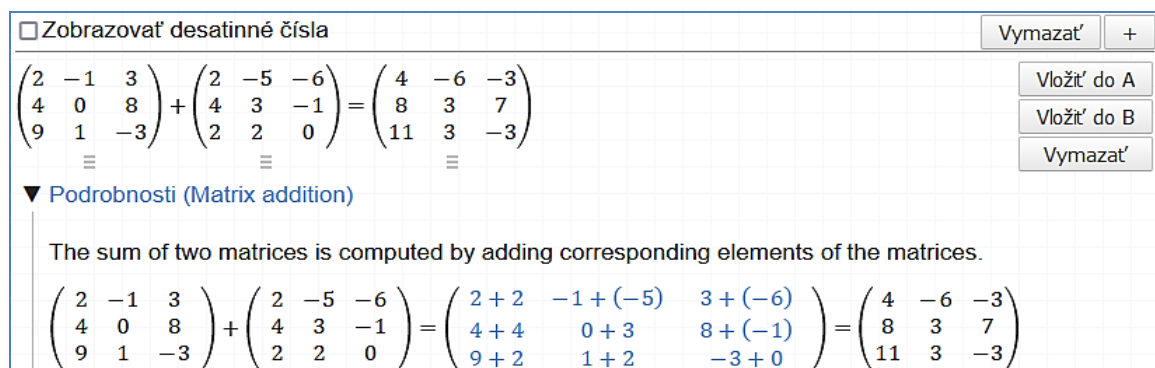 Zobrazovať desatinné čísla
Vymazať
+
2 −1 3
4 0 8
9 1 −3
+
2 −5 −6
4 3 −1
2 2 0
=
4 −6 −3
8 3 7
11 3 −3
Vložiť do A
Vložiť do B
Vymazať
▼ Podrobnosti (Matrix addition)
The sum of two matrices is computed by adding corresponding elements of the matrices.
2 −1 3
4 0 8
9 1 −3
+
2 −5 −6
4 3 −1
2 2 0
=
2 + 2 −1 + (−5) 3 + (−6)
4 + 4 0 + 3 8 + (−1)
9 + 2 1 + 2 −3 + 0
=
4 −6 −3
8 3 7
11 3 −3